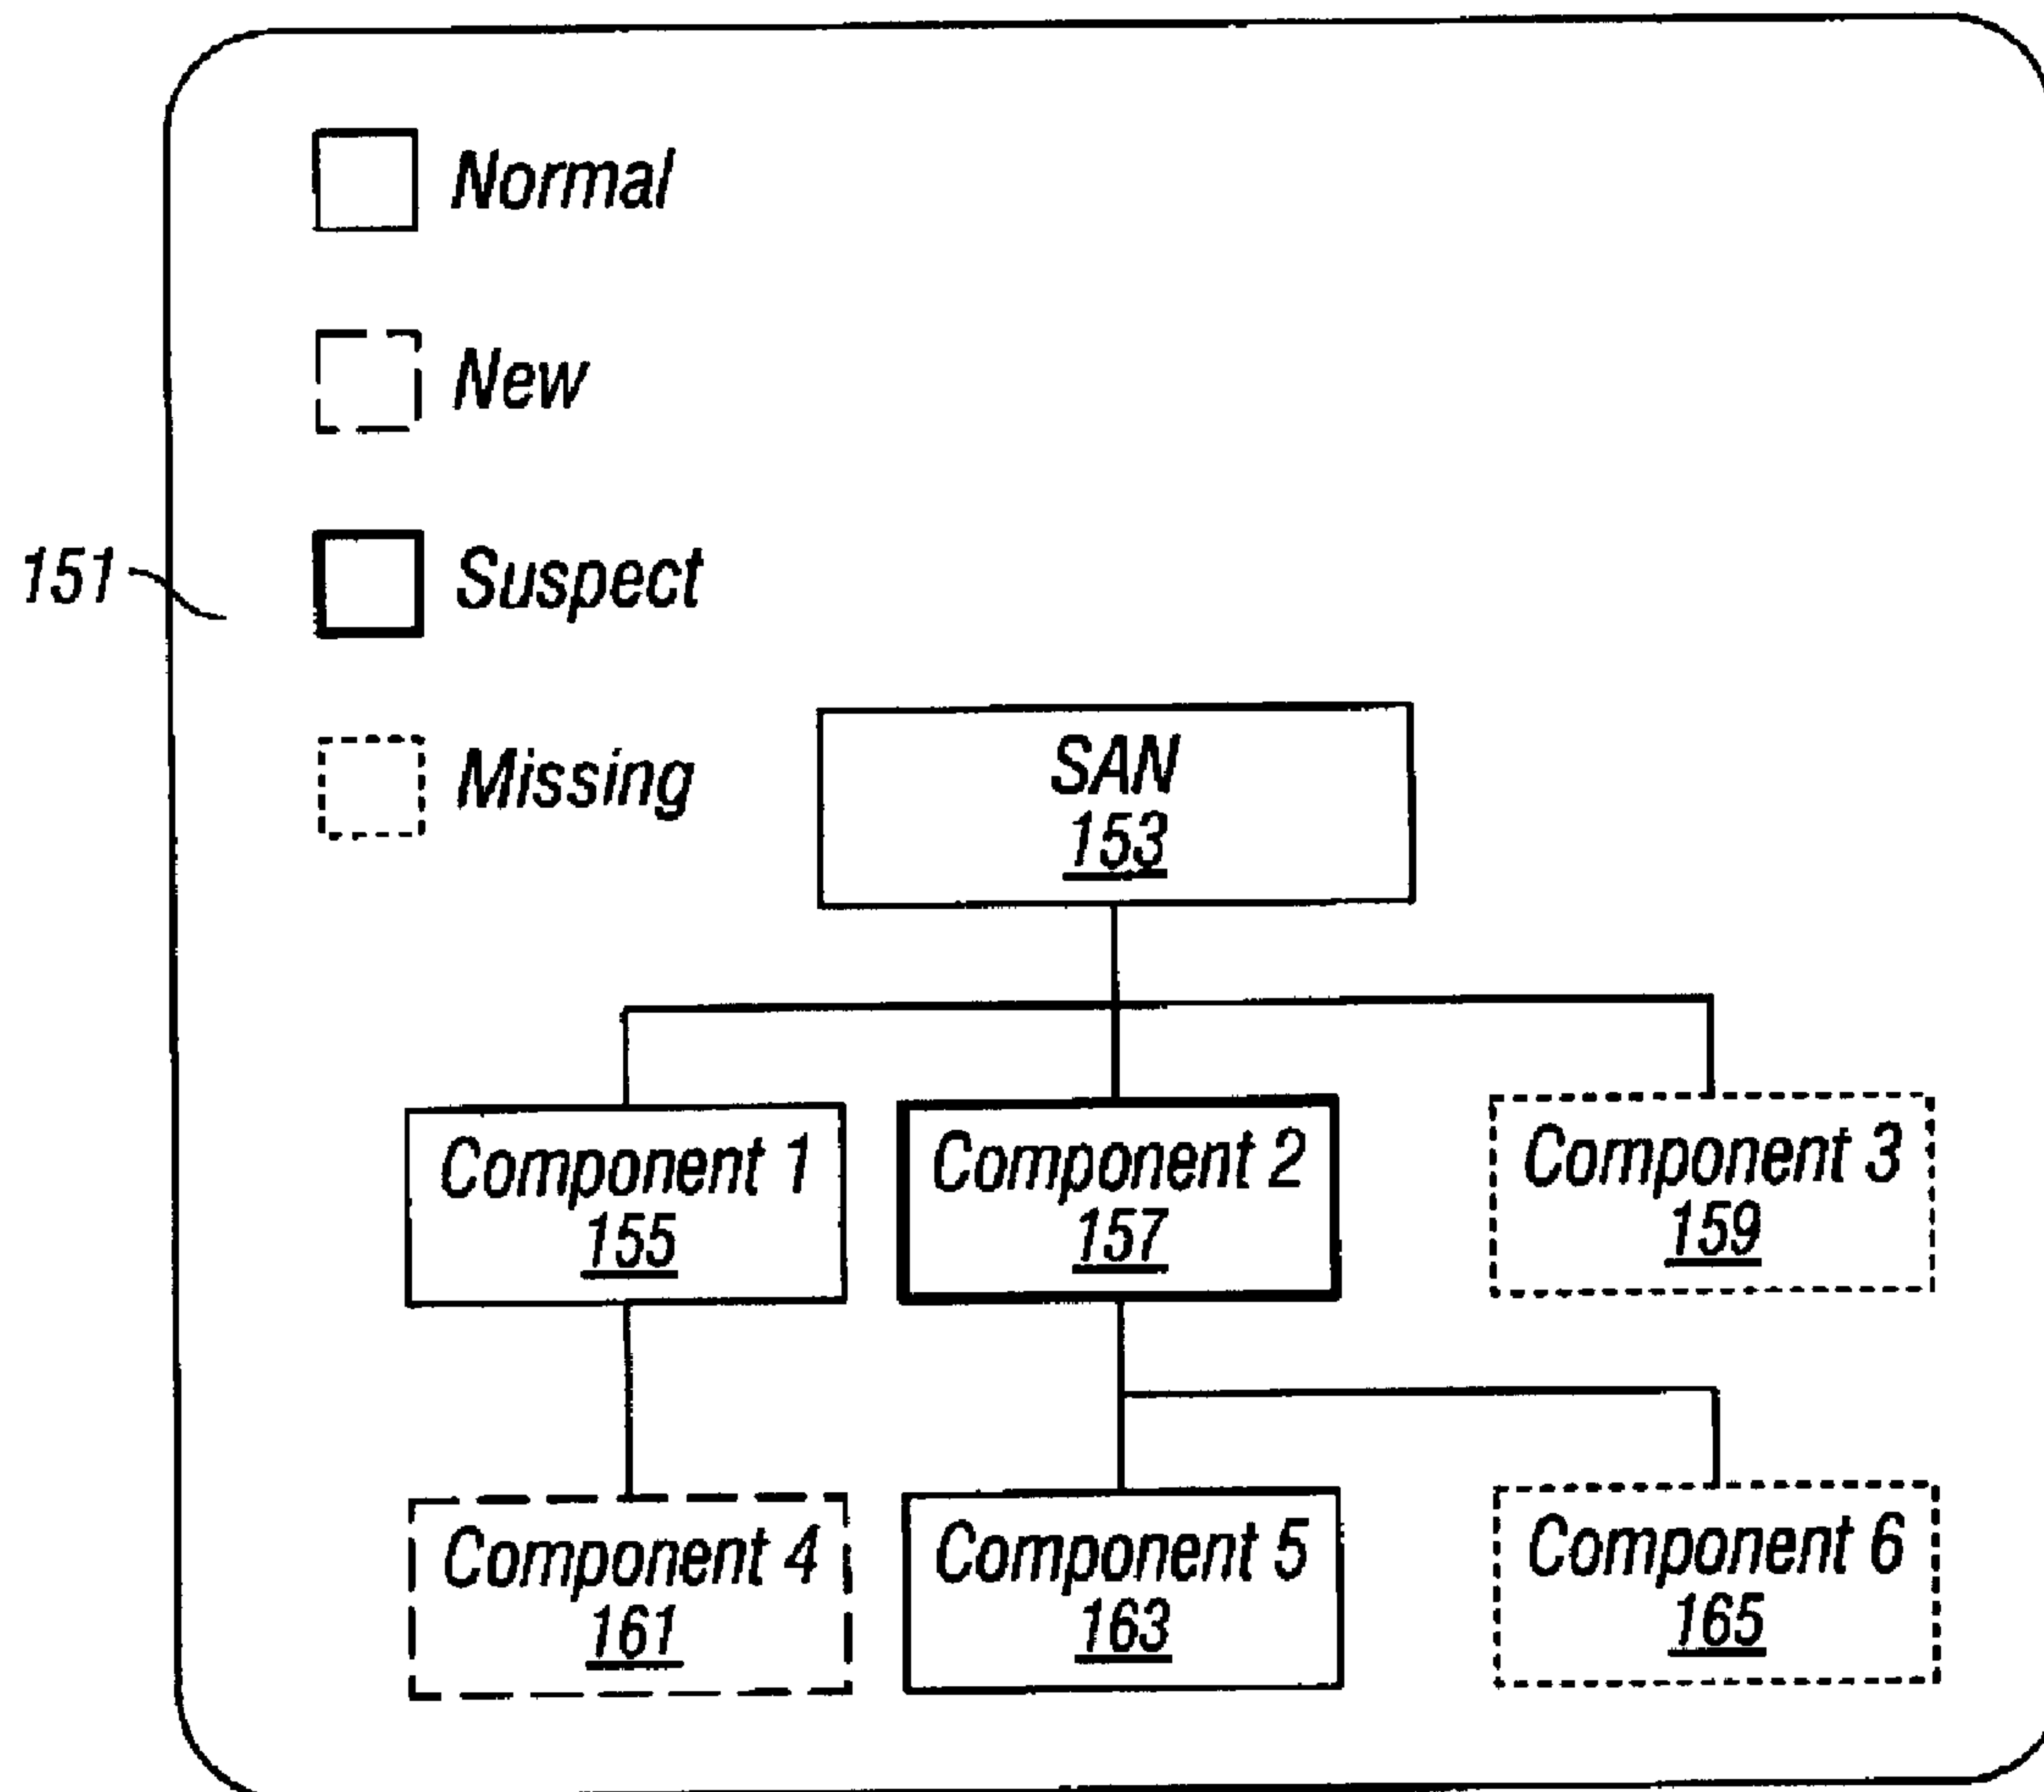 Normal
New
151
Suspect
Missing
SAN
153
Component 1
155
Component 2
157
Component 3
159
Component 4
161
Component 5
163
Component 6
165